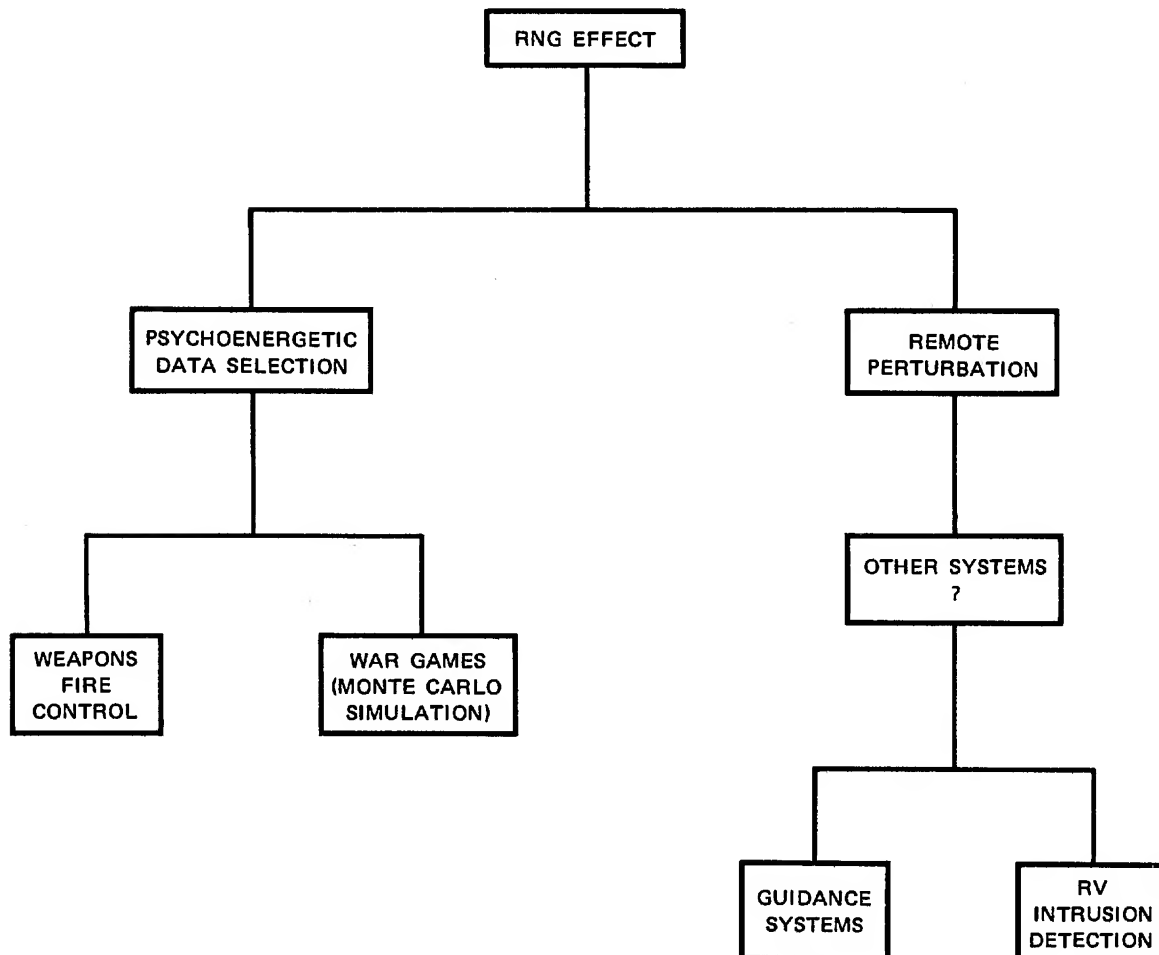 RNG EFFECT
PSYCHOENERGETIC
DATA SELECTION
REMOTE
PERTURBATION
OTHER SYSTEMS
?
WEAPONS
FIRE
CONTROL
WAR GAMES
(MONTE CARLO
SIMULATION)
GUIDANCE
SYSTEMS
RV
INTRUSION
DETECTION